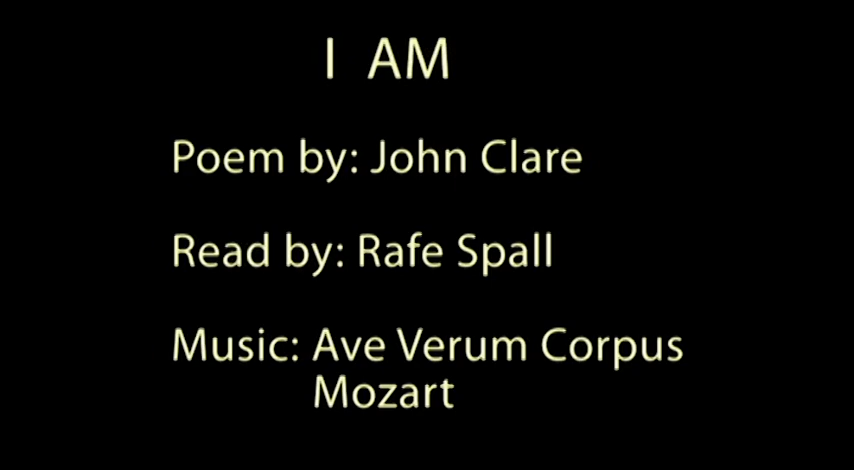 I AM
Poem by: John Clare
Read by: Rafe Spall
Music: Ave Verum Corpus
Mozart